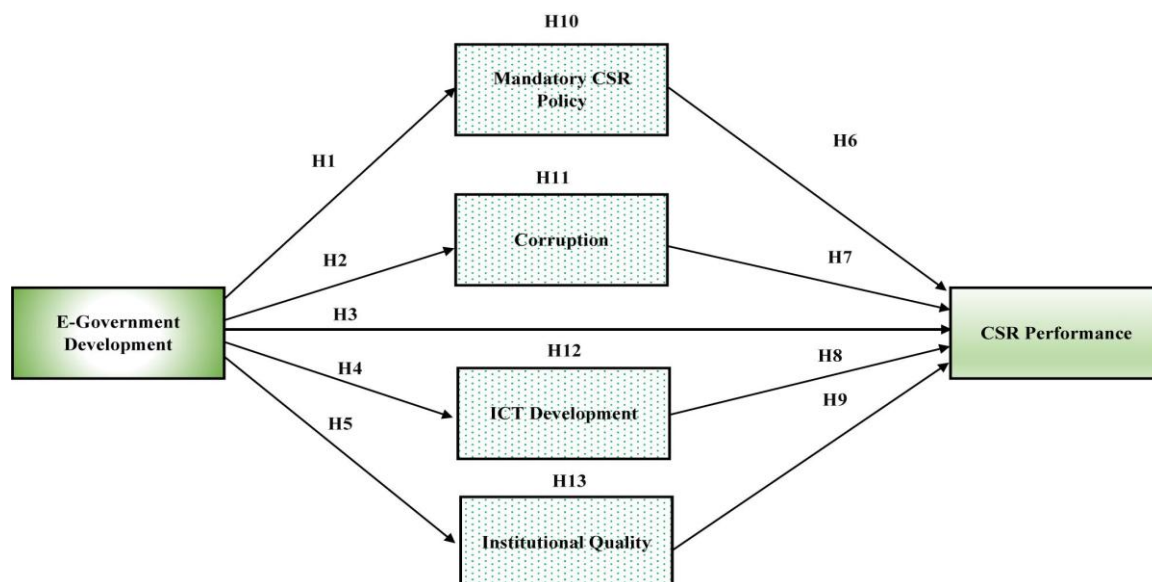 H10
Mandatory CSR
Policy
H6
H1
H11
Corruption
H2
H7
H3
E-Government
Development
CSR Performance
H12
H4
H8
ICT Development
H9
H5
H13
Institutional Quality